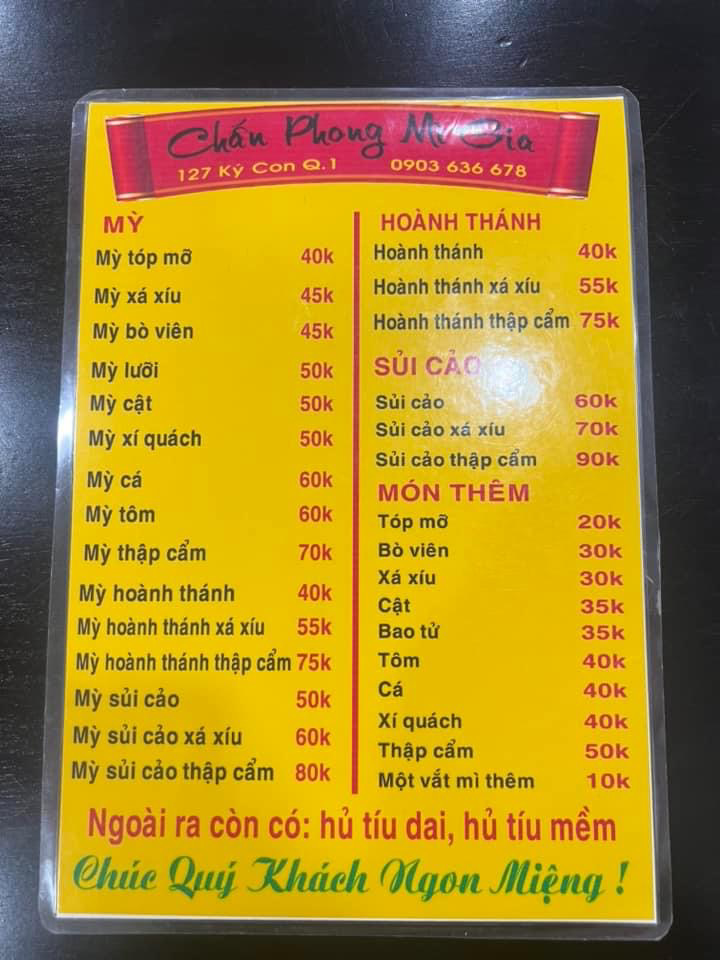 Chấn Phong Mì Gia
127 Ký Con Q.1 0903 636 678
MỲ
Mỳ tóp mỡ 40k
Mỳ xá xíu 45k
Mỳ bò viên 45k
Mỳ lưỡi 50k
Mỳ cật 50k
Mỳ xí quách 50k
Mỳ cá 60k
Mỳ tôm 60k
Mỳ thập cẩm 70k
Mỳ hoành thánh 40k
Mỳ hoành thánh xá xíu 55k
Mỳ hoành thánh thập cẩm 75k
Mỳ sủi cảo 50k
Mỳ sủi cảo xá xíu 60k
Mỳ sủi cảo thập cẩm 80k
HOÀNH THÁNH
Hoành thánh 40k
Hoành thánh xá xíu 55k
Hoành thánh thập cẩm 75k
SỦI CẢO
Sủi cảo 60k
Sủi cảo xá xíu 70k
Sủi cảo thập cẩm 90k
MÓN THÊM
Tóp mỡ 20k
Bò viên 30k
Xá xíu 30k
Cật 35k
Bao tử 35k
Tôm 40k
Cá 40k
Xí quách 40k
Thập cẩm 50k
Một vắt mì thêm 10k
Ngoài ra còn có: hủ tíu dai, hủ tíu mềm
Chúc Quý Khách Ngon Miệng !